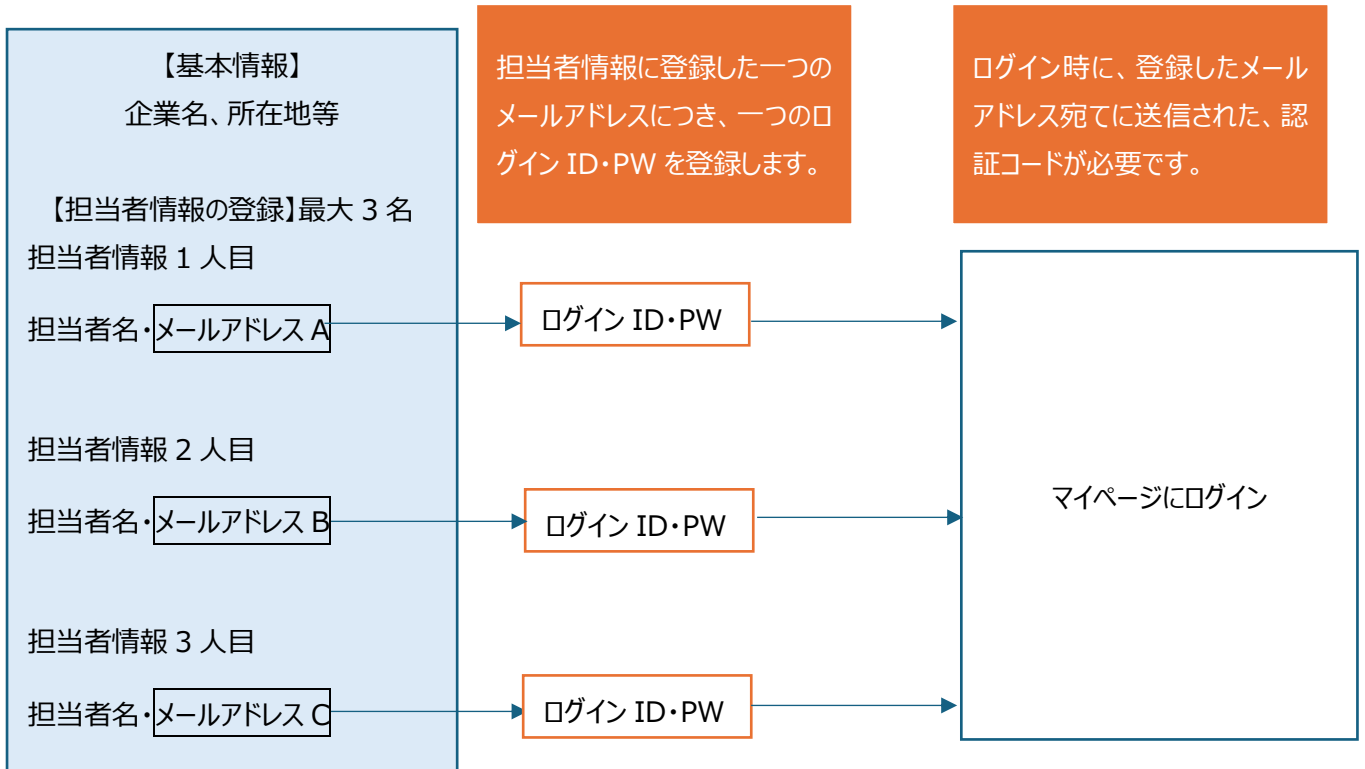 【基本情報】
企業名、所在地等
【担当者情報の登録】最大 3 名
担当者情報 1 人目
担当者名・メールアドレス A
担当者情報 2 人目
担当者名・メールアドレス B
担当者情報 3 人目
担当者名・メールアドレス C
担当者情報に登録した一つの
メールアドレスにつき、一つのロ
グイン ID・PW を登録します。
ログイン ID・PW
ログイン ID・PW
ログイン ID・PW
ログイン時に、登録したメール
アドレス宛てに送信された、認
証コードが必要です。
マイページにログイン